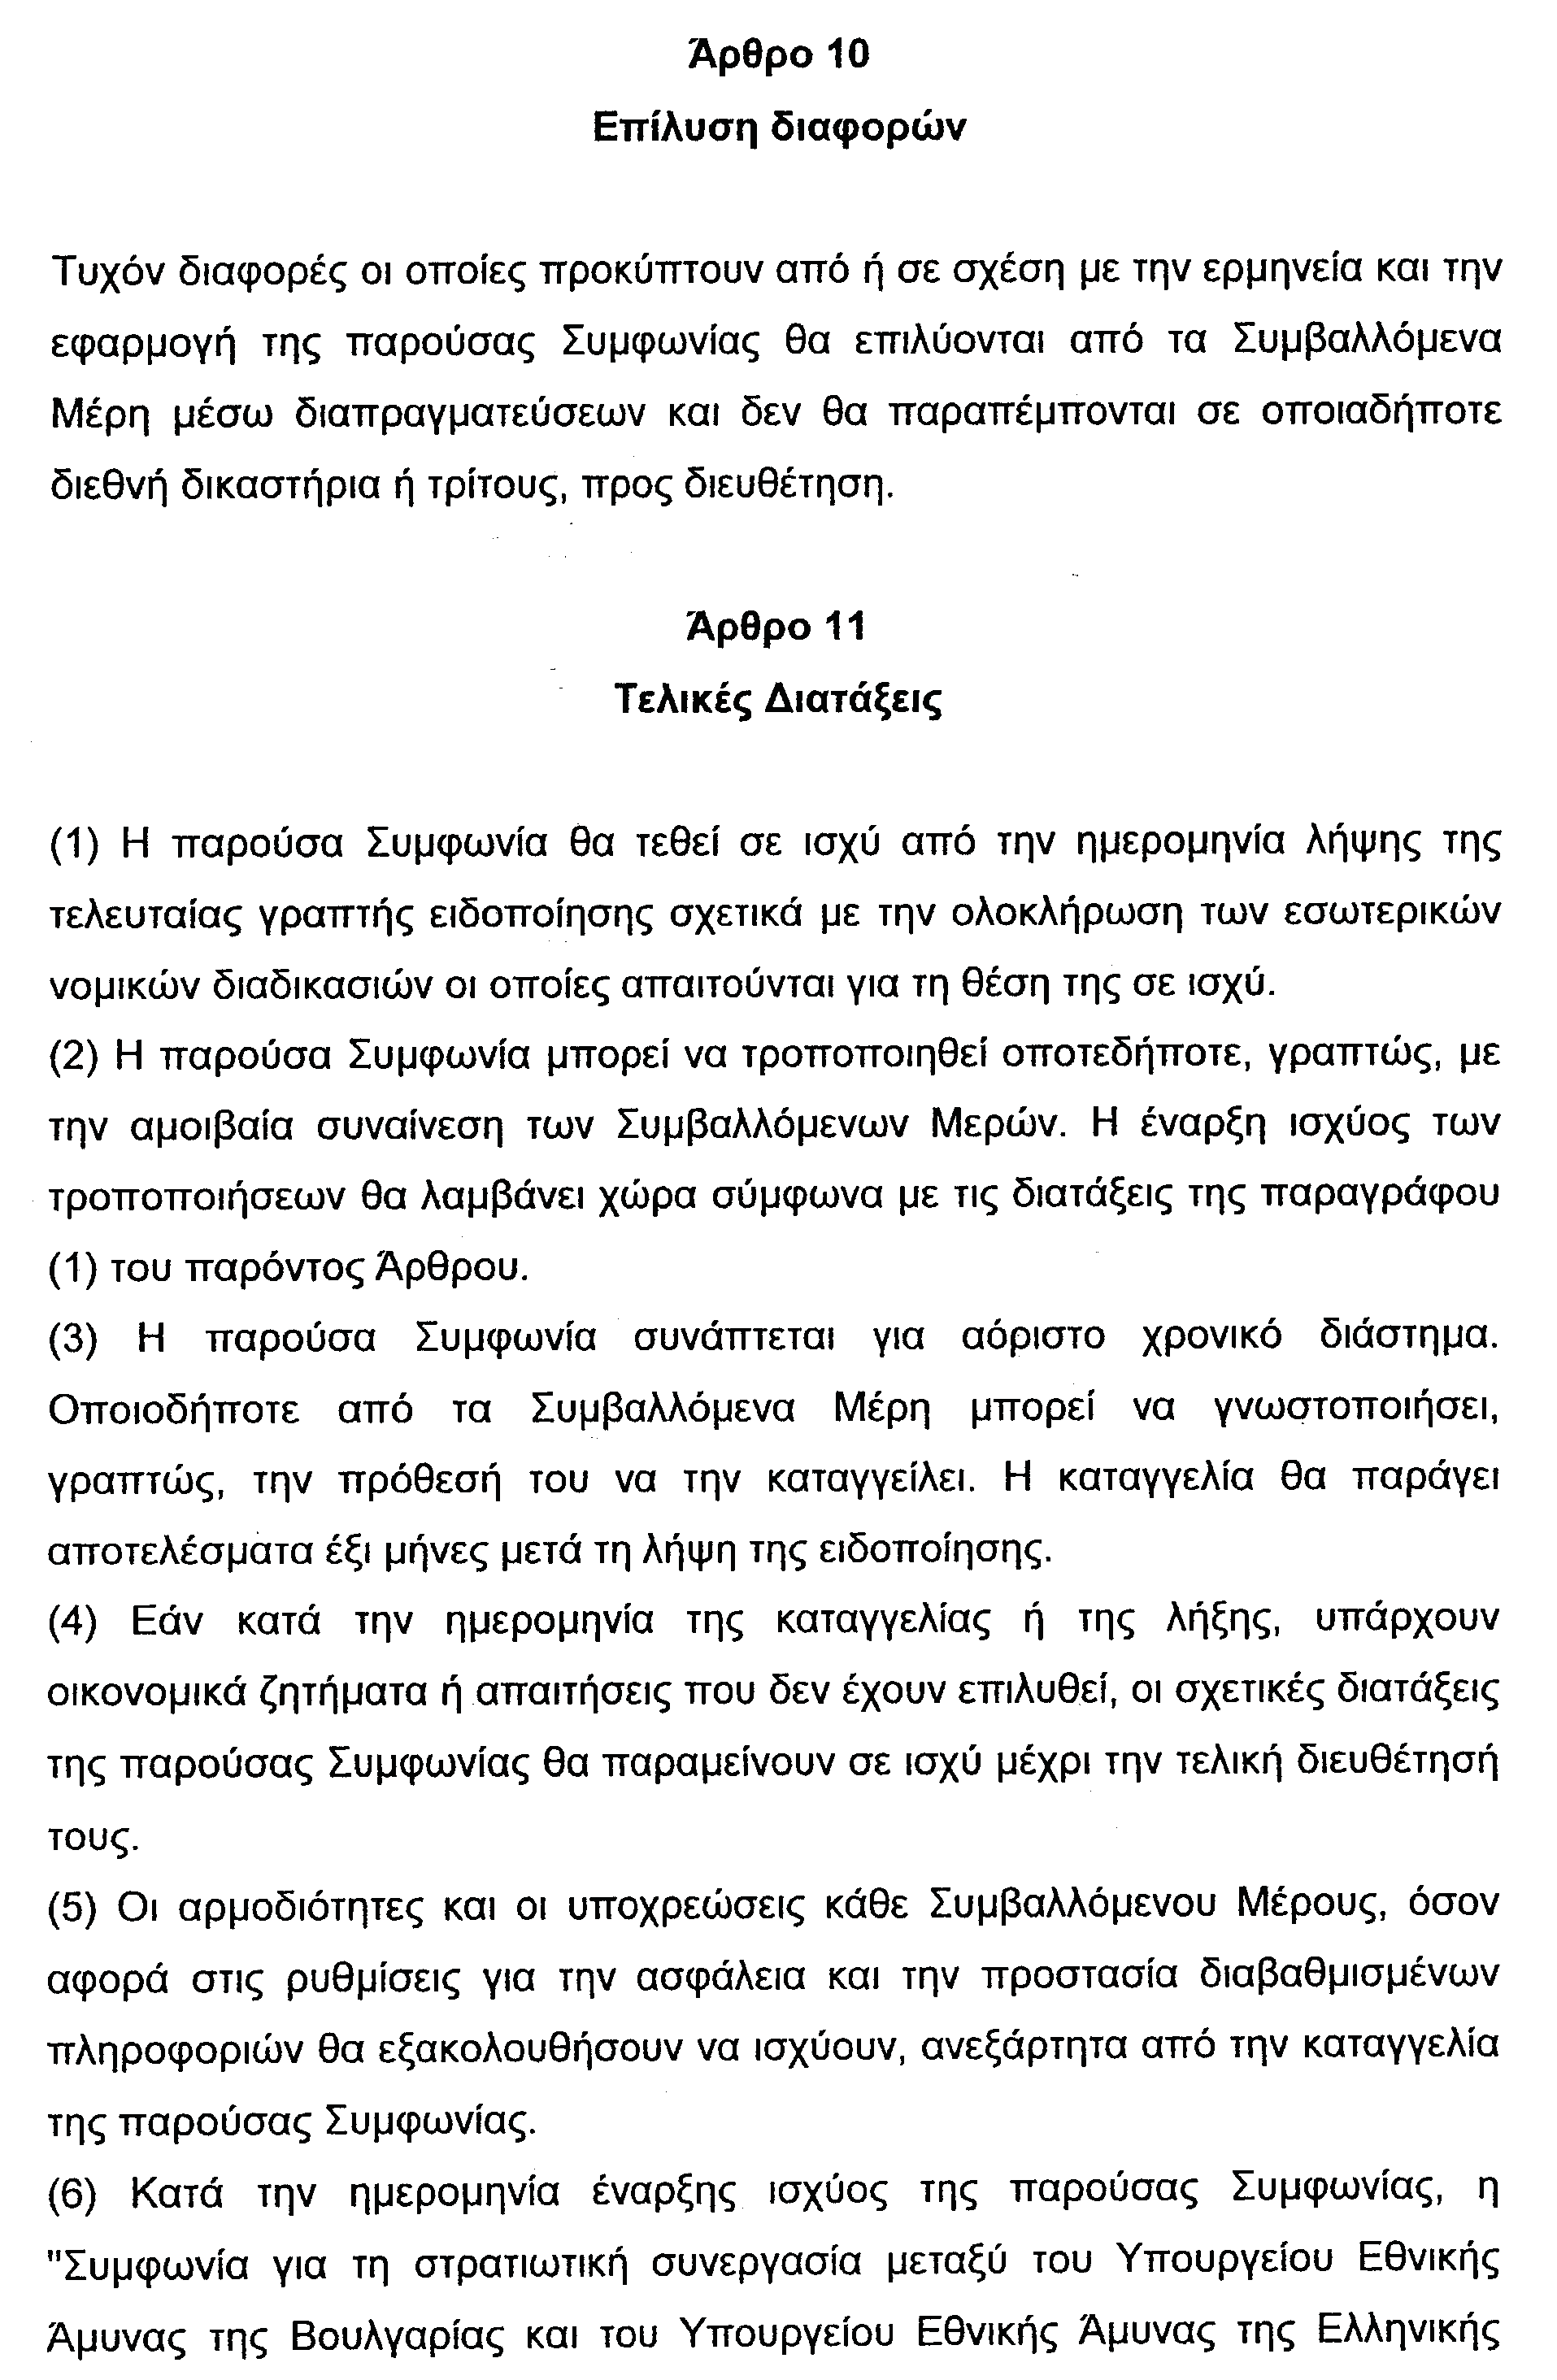 Άρθρο 10
Επίλυση διαφορών
Τυχόν διαφορές οι οποίες προκύπτουν από ή σε σχέση με την ερμηνεία και την
εφαρμογή της παρούσας Συμφωνίας θα επιλύονται από τα Συμβαλλόμενα
Μέρη μέσω διαπραγματεύσεων και δεν θα παραπέμπονται σε οποιαδήποτε
διεθνή δικαστήρια ή τρίτους, προς διευθέτηση.
Άρθρο 11
Τελικές Διατάξεις
(1) Η παρούσα Συμφωνία θα τεθεί σε ισχύ από την ημερομηνία λήψης της
τελευταίας γραπτής ειδοποίησης σχετικά με την ολοκλήρωση των εσωτερικών
νομικών διαδικασιών οι οποίες απαιτούνται για τη θέση της σε ισχύ.
(2) Η παρούσα Συμφωνία μπορεί να τροποποιηθεί οποτεδήποτε, γραπτώς, με
την αμοιβαία συναίνεση των Συμβαλλόμενων Μερών. Η έναρξη ισχύος των
τροποποιήσεων θα λαμβάνει χώρα σύμφωνα με τις διατάξεις της παραγράφου
(1) του παρόντος Άρθρου.
(3) Η παρούσα Συμφωνία συνάπτεται για αόριστο χρονικό διάστημα.
Οποιοδήποτε από τα Συμβαλλόμενα Μέρη μπορεί να γνωστοποιήσει,
γραπτώς, την πρόθεσή του να την καταγγείλει. Η καταγγελία θα παράγει
αποτελέσματα έξι μήνες μετά τη λήψη της ειδοποίησης.
(4) Εάν κατά την ημερομηνία της καταγγελίας ή της λήξης, υπάρχουν
οικονομικά ζητήματα ή απαιτήσεις που δεν έχουν επιλυθεί, οι σχετικές διατάξεις
της παρούσας Συμφωνίας θα παραμείνουν σε ισχύ μέχρι την τελική διευθέτησή
τους.
(5) Οι αρμοδιότητες και οι υποχρεώσεις κάθε Συμβαλλόμενου Μέρους, όσον
αφορά στις ρυθμίσεις για την ασφάλεια και την προστασία διαβαθμισμένων
πληροφοριών θα εξακολουθήσουν να ισχύουν, ανεξάρτητα από την καταγγελία
της παρούσας Συμφωνίας.
(6) Κατά την ημερομηνία έναρξης ισχύος της παρούσας Συμφωνίας, η
"Συμφωνία για τη στρατιωτική συνεργασία μεταξύ του Υπουργείου Εθνικής
Άμυνας της Βουλγαρίας και του Υπουργείου Εθνικής Άμυνας της Ελληνικής